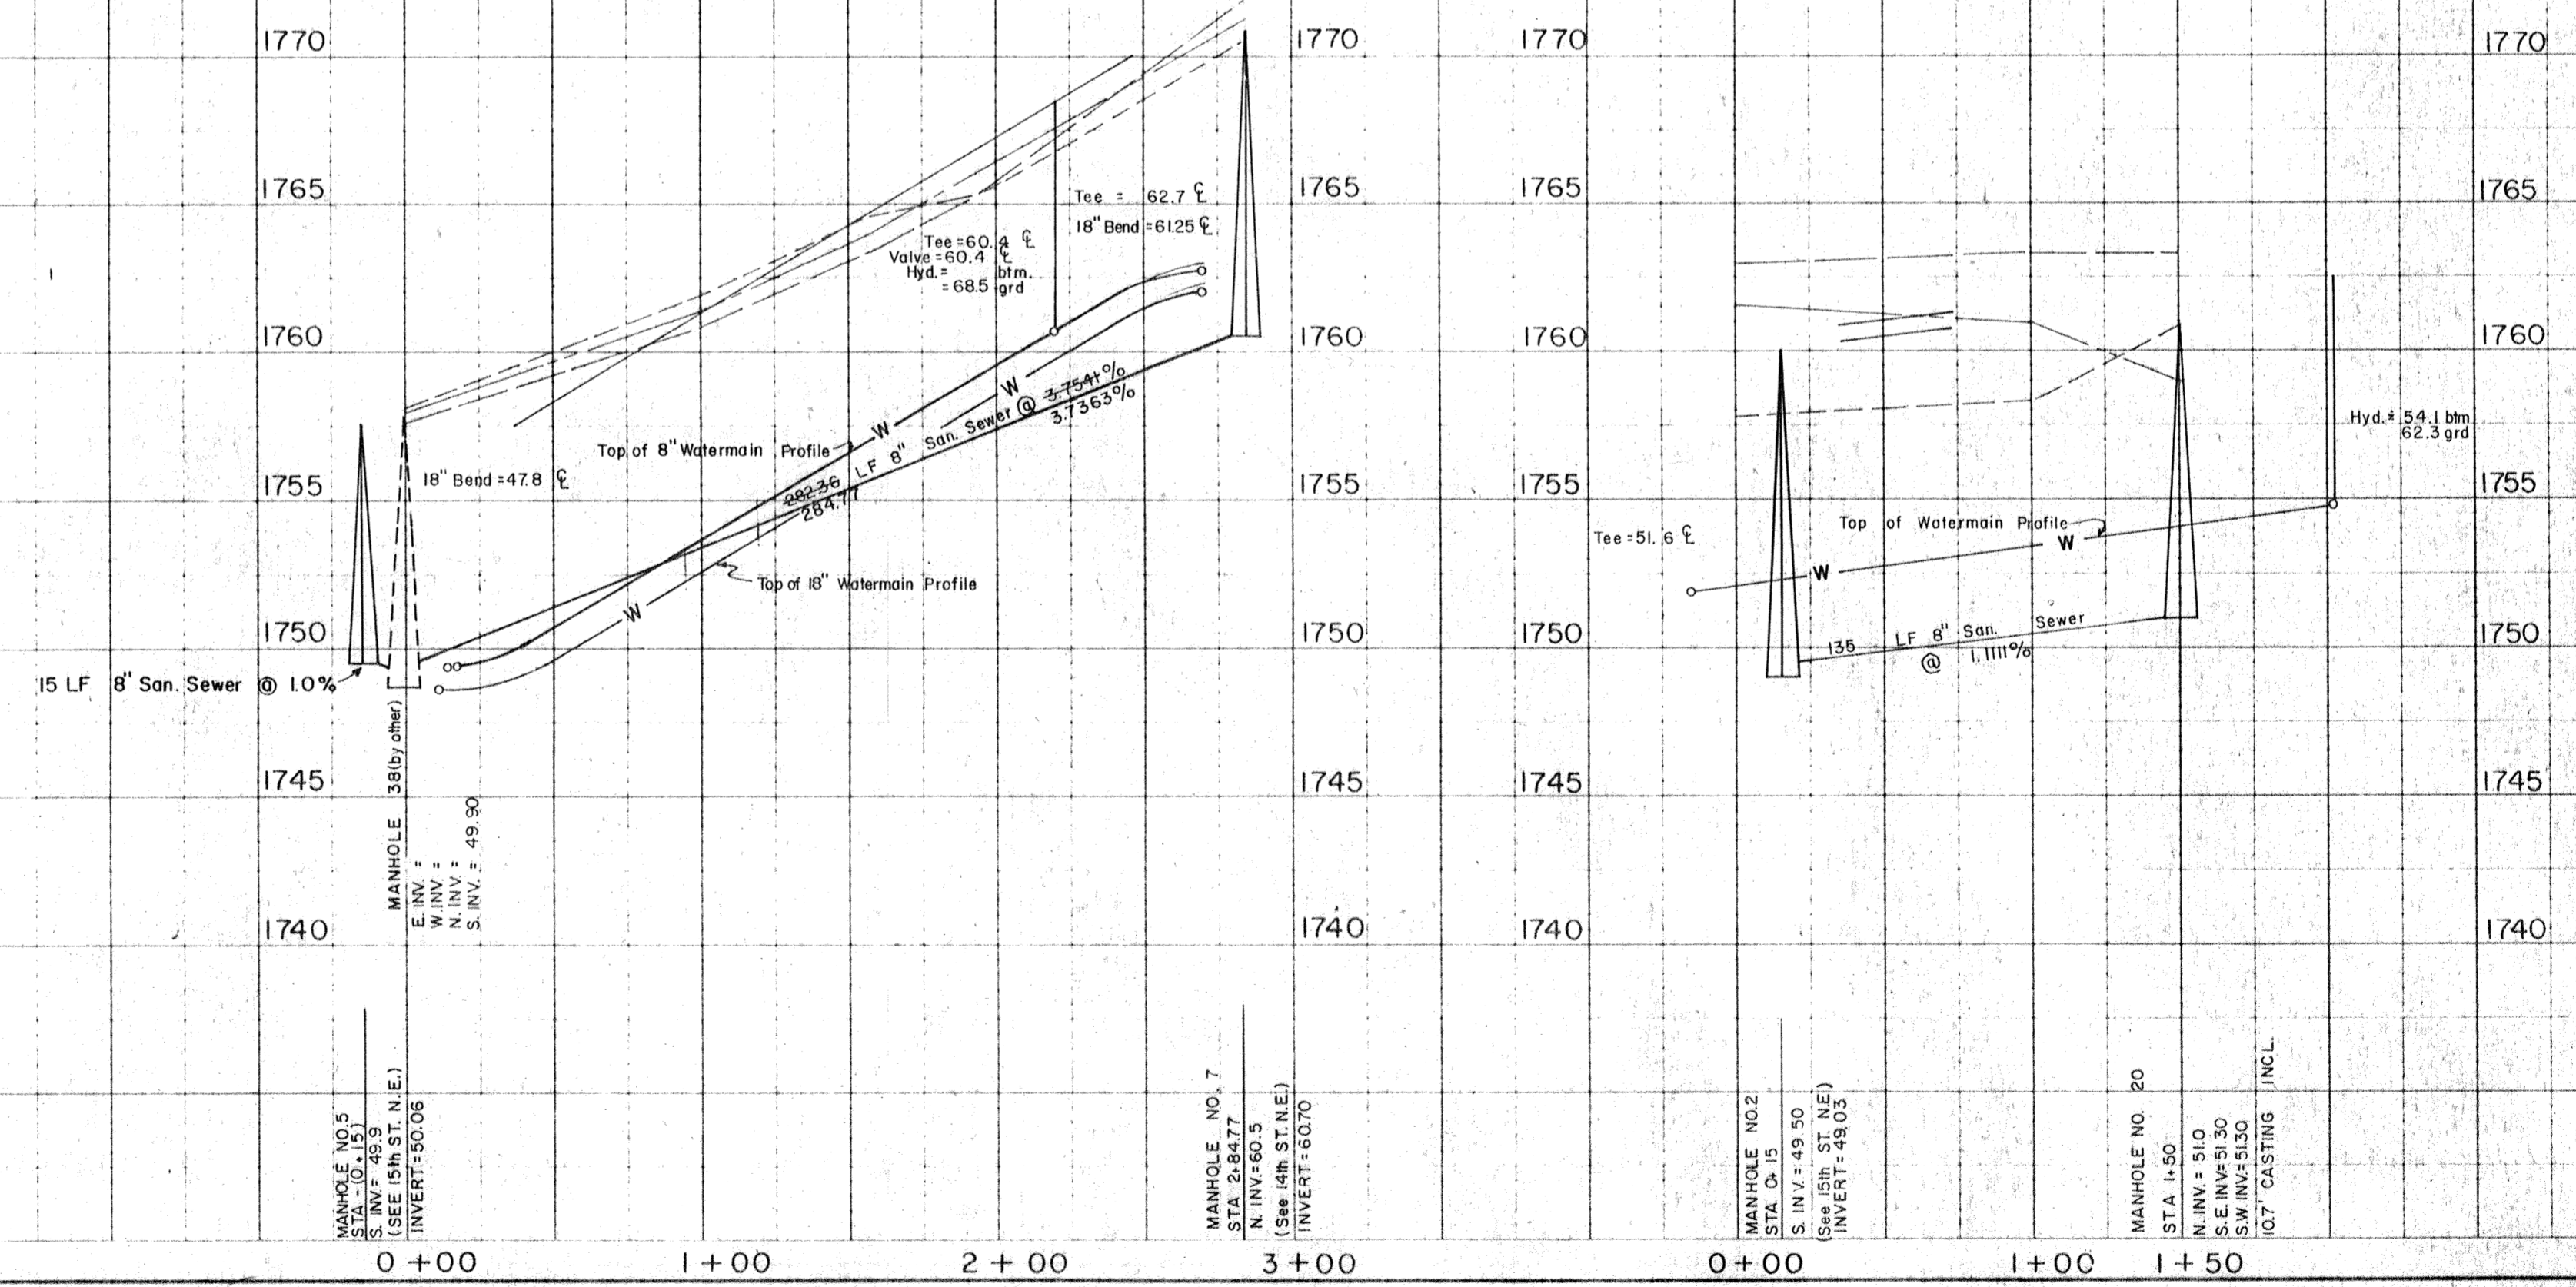 1770
1770
1770
1770
1765
1765
1765
1765
1760
1760
1760
1760
1755
1755
1755
1755
1750
1750
1750
1750
1745
1745
1745
1745
1740
1740
1740
1740
Tee = 62.7 ℄
18" Bend = 61.25 ℄
Tee = 60.4 ℄
Valve = 60.4 ℄
Hyd. = btm.
= 68.5 grd
Top of 8" Watermain Profile
W
W
W
282.36 LF 8" San. Sewer @ 3.7541%
284.77
3.7363%
18" Bend = 47.8 ℄
Top of 18" Watermain Profile
15 LF 8" San. Sewer @ 1.0%
MANHOLE 38 (by other)
E. INV. =
W. INV. =
N. INV. =
S. INV. = 49.90
MANHOLE NO. 5
STA - (0+15)
S. INV. = 49.9
(SEE 15th ST. N.E.)
INVERT = 50.06
MANHOLE NO. 7
STA 2+84.77
N. INV. = 60.5
(See 14th ST. N.E.)
INVERT = 60.70
0+00
1+00
2+00
3+00
Hyd. = 54.1 btm
62.3 grd
Top of Watermain Profile
Tee = 51.6 ℄
W
W
135 LF 8" San. Sewer
@ 1.1111%
MANHOLE NO. 2
STA. 0+15
S. INV. = 49.50
(See 15th ST. N.E.)
INVERT = 49.03
MANHOLE NO. 20
STA 1+50
N. INV. = 51.0
S.E. INV. = 51.30
S.W. INV. = 51.30
10.7' CASTING INCL.
0+00
1+00
1+50